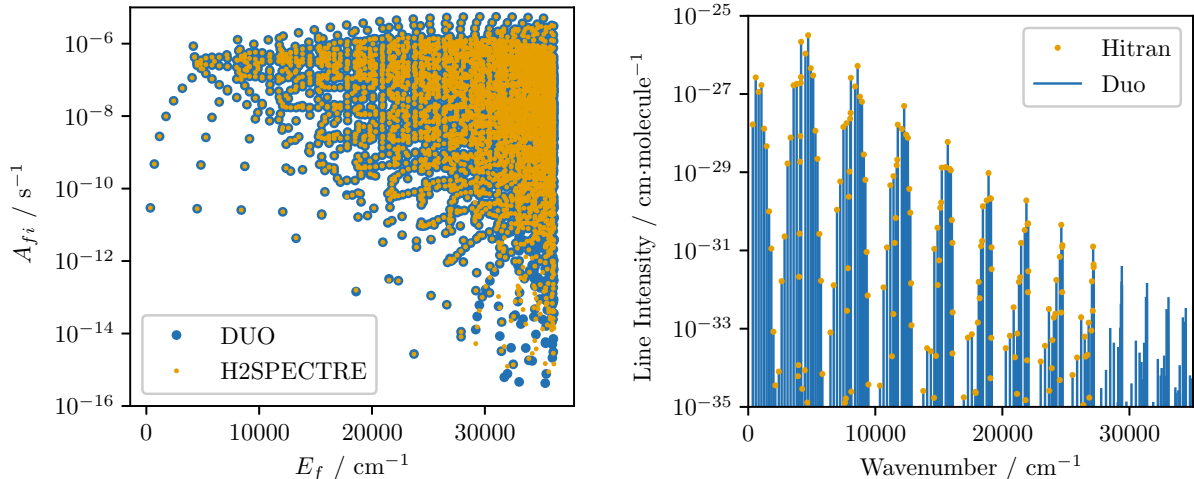 10⁻⁶
10⁻⁸
10⁻¹⁰
10⁻¹²
10⁻¹⁴
10⁻¹⁶
A_{fi} / s⁻¹
DUO
H2SPECTRE
0
10000
20000
30000
E_f / cm⁻¹
10⁻²⁵
10⁻²⁷
10⁻²⁹
10⁻³¹
10⁻³³
10⁻³⁵
Line Intensity / cm·molecule⁻¹
Hitran
Duo
0
10000
20000
30000
Wavenumber / cm⁻¹